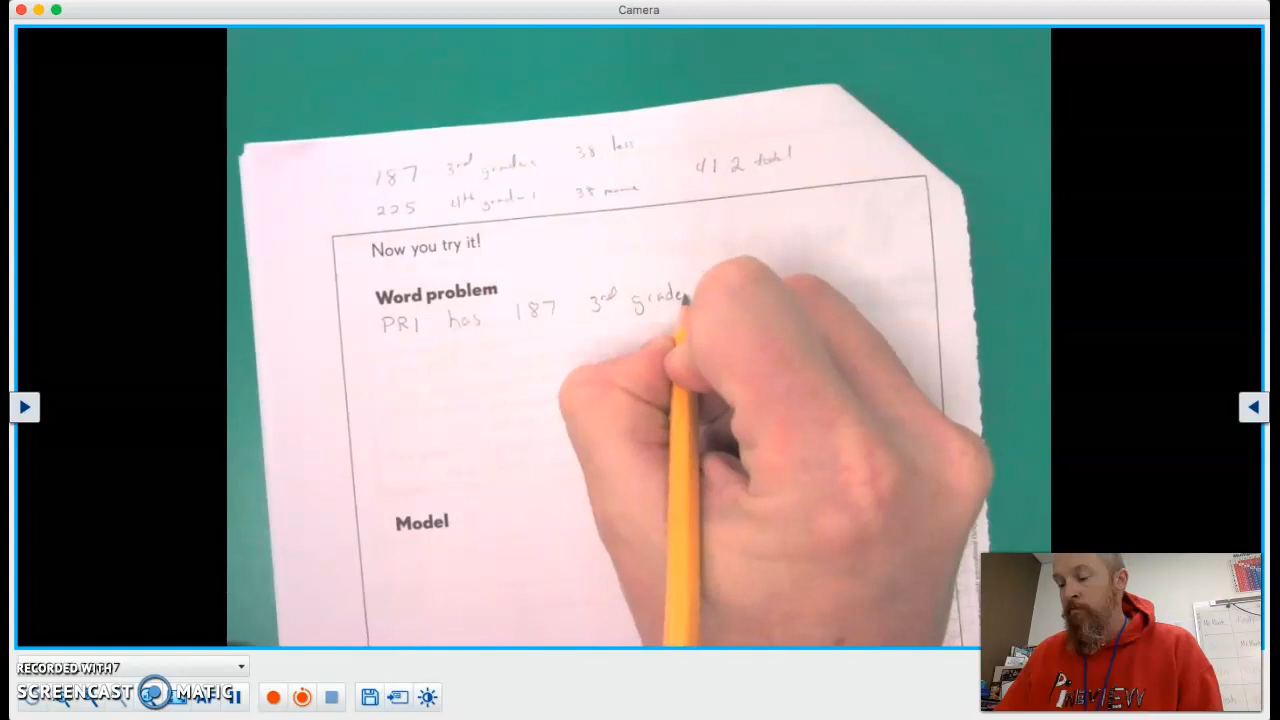 Camera
187 3rd graders 38 less
225 4th graders 38 more 412 total
Now you try it!
Word problem
PRI has 187 3rd grade
Model
RECORDED WITH
SCREENCAST MATIC
PINEVIEW